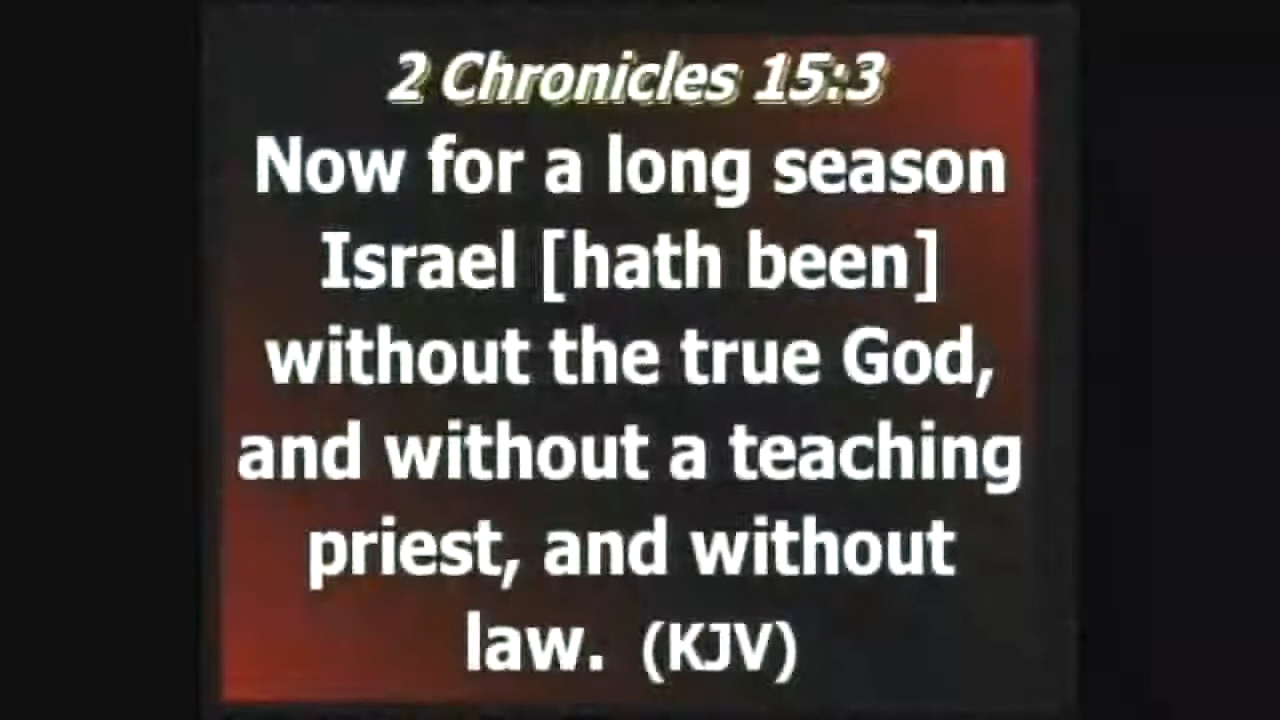 2 Chronicles 15:3
Now for a long season
Israel [hath been]
without the true God,
and without a teaching
priest, and without
law. (KJV)